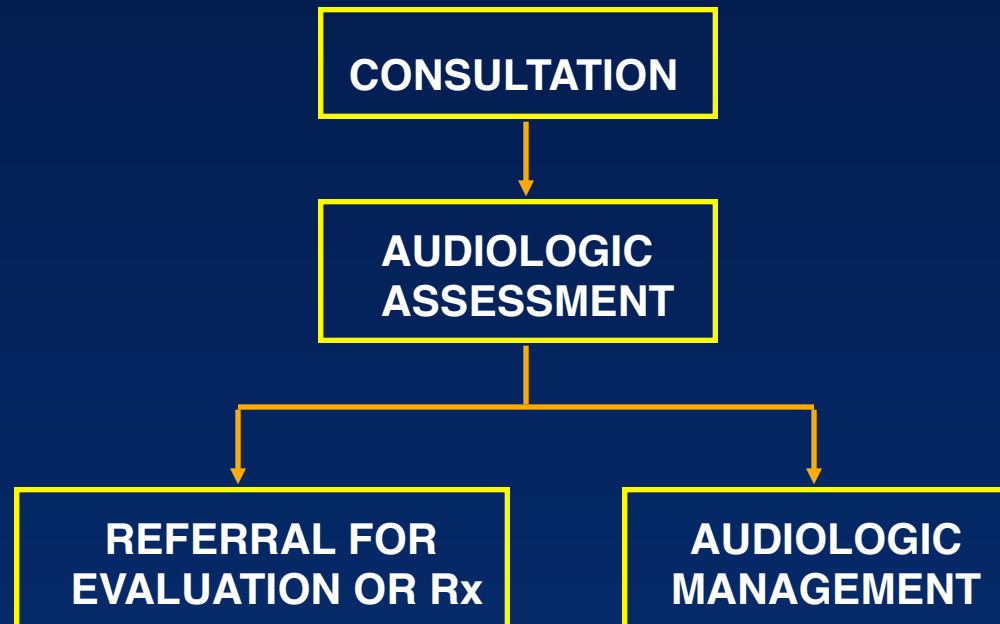 CONSULTATION
AUDIOLOGIC
ASSESSMENT
REFERRAL FOR
EVALUATION OR Rx
AUDIOLOGIC
MANAGEMENT